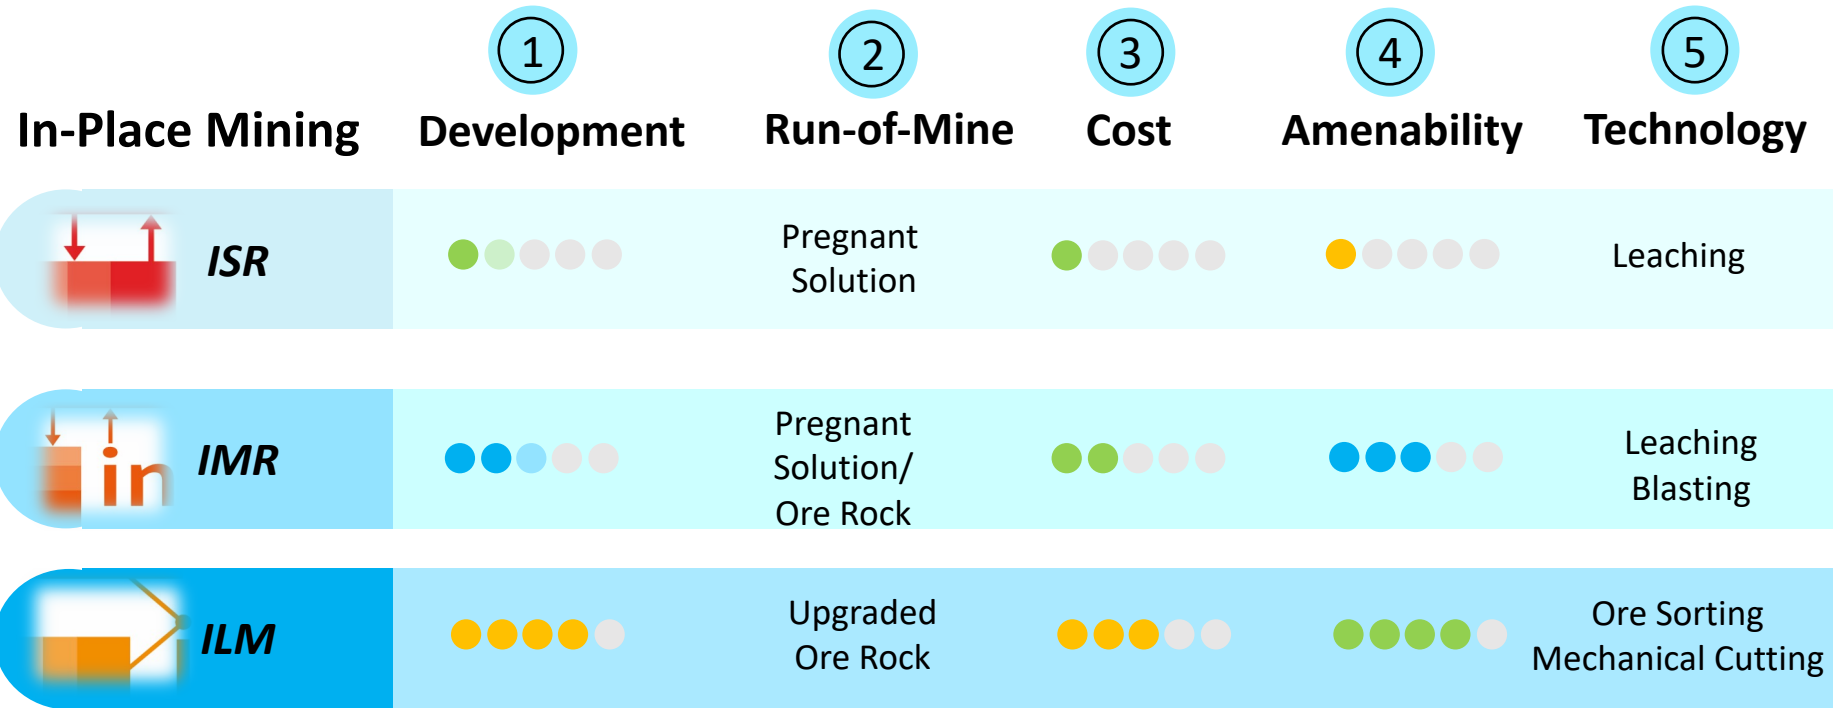 1
2
3
4
5
In-Place Mining
Development
Run-of-Mine
Cost
Amenability
Technology
ISR
Pregnant
Solution
Leaching
in
IMR
Pregnant
Solution/
Ore Rock
Leaching
Blasting
ILM
Upgraded
Ore Rock
Ore Sorting
Mechanical Cutting